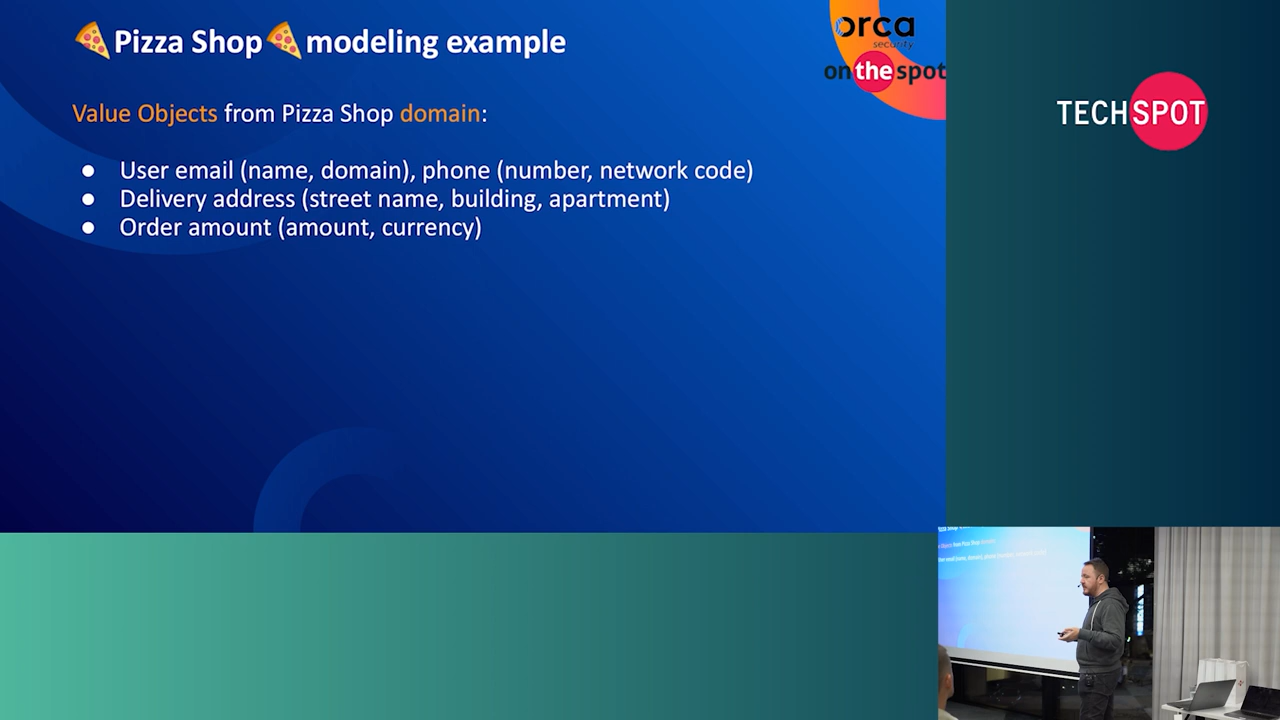 Pizza Shop modeling example
orca
security
on the spot
TECHSPOT
Value Objects from Pizza Shop domain:
● User email (name, domain), phone (number, network code)
● Delivery address (street name, building, apartment)
● Order amount (amount, currency)